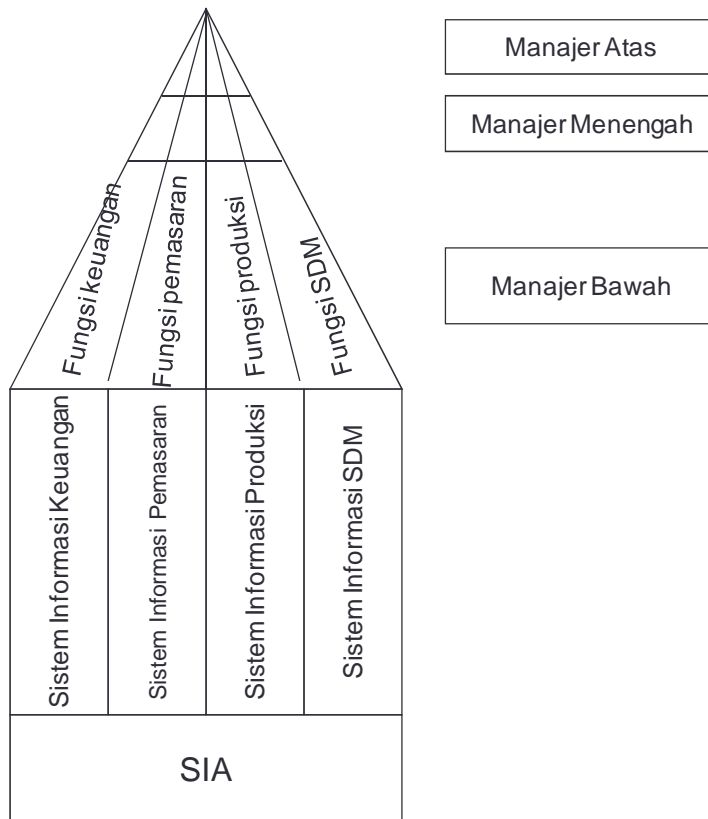 Manajer Atas
Manajer Menengah
Manajer Bawah
Fungsi keuangan
Fungsi pemasaran
Fungsi produksi
Fungsi SDM
Sistem Informasi Keuangan
Sistem Informasi Pemasaran
Sistem Informasi Produksi
Sistem Informasi SDM
SIA